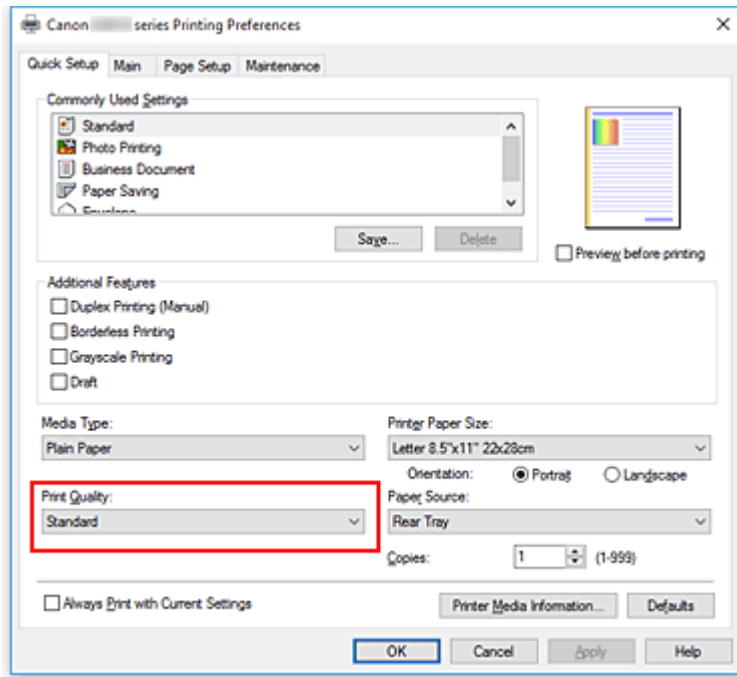 Canon series Printing Preferences
Quick Setup Main Page Setup Maintenance
Commonly Used Settings
Standard
Photo Printing
Business Document
Paper Saving
Envelope
Save... Delete
Preview before printing
Additional Features
Duplex Printing (Manual)
Borderless Printing
Grayscale Printing
Draft
Media Type: Printer Paper Size:
Plain Paper Letter 8.5"x11" 22x28cm
Orientation: Portrait Landscape
Print Quality: Paper Source:
Standard Rear Tray
Copies: 1 (1-999)
Always Print with Current Settings Printer Media Information... Defaults
OK Cancel Apply Help